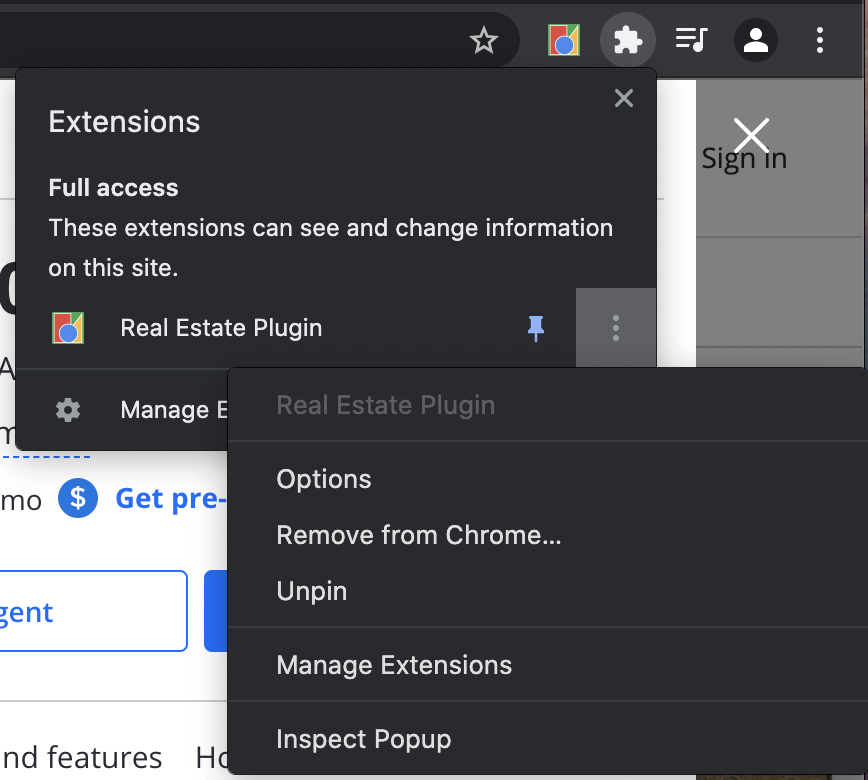 Extensions
Sign in
Full access
These extensions can see and change information
on this site.
Real Estate Plugin
Manage E
Real Estate Plugin
Options
Remove from Chrome...
Unpin
Manage Extensions
Inspect Popup
mo
$
Get pre-
gent
nd features
Ho